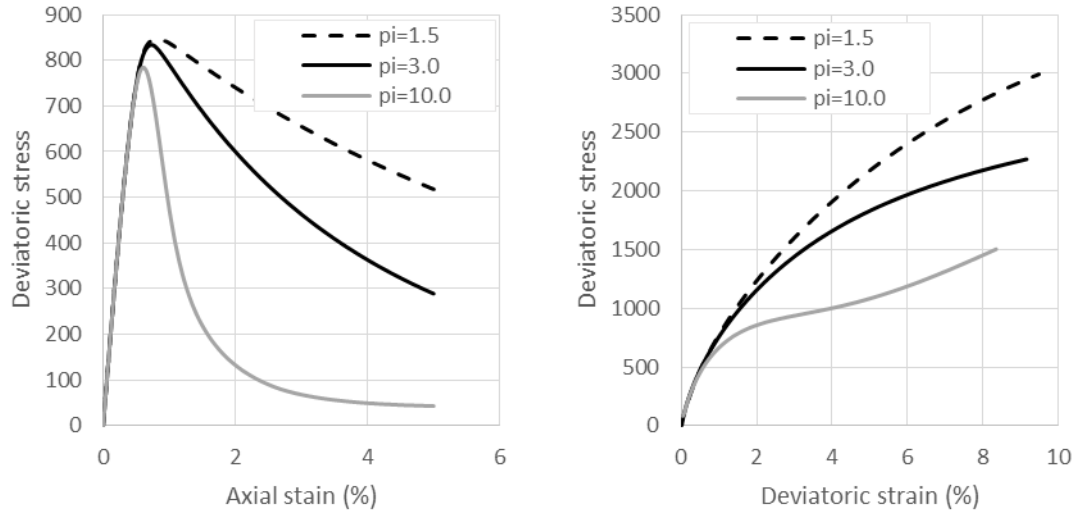 900
800
700
600
500
400
300
200
100
0
Deviatoric stress
pi=1.5
pi=3.0
pi=10.0
0 2 4 6
Axial stain (%)
3500
3000
2500
2000
1500
1000
500
0
Deviatoric stress
pi=1.5
pi=3.0
pi=10.0
0 2 4 6 8 10
Deviatoric strain (%)